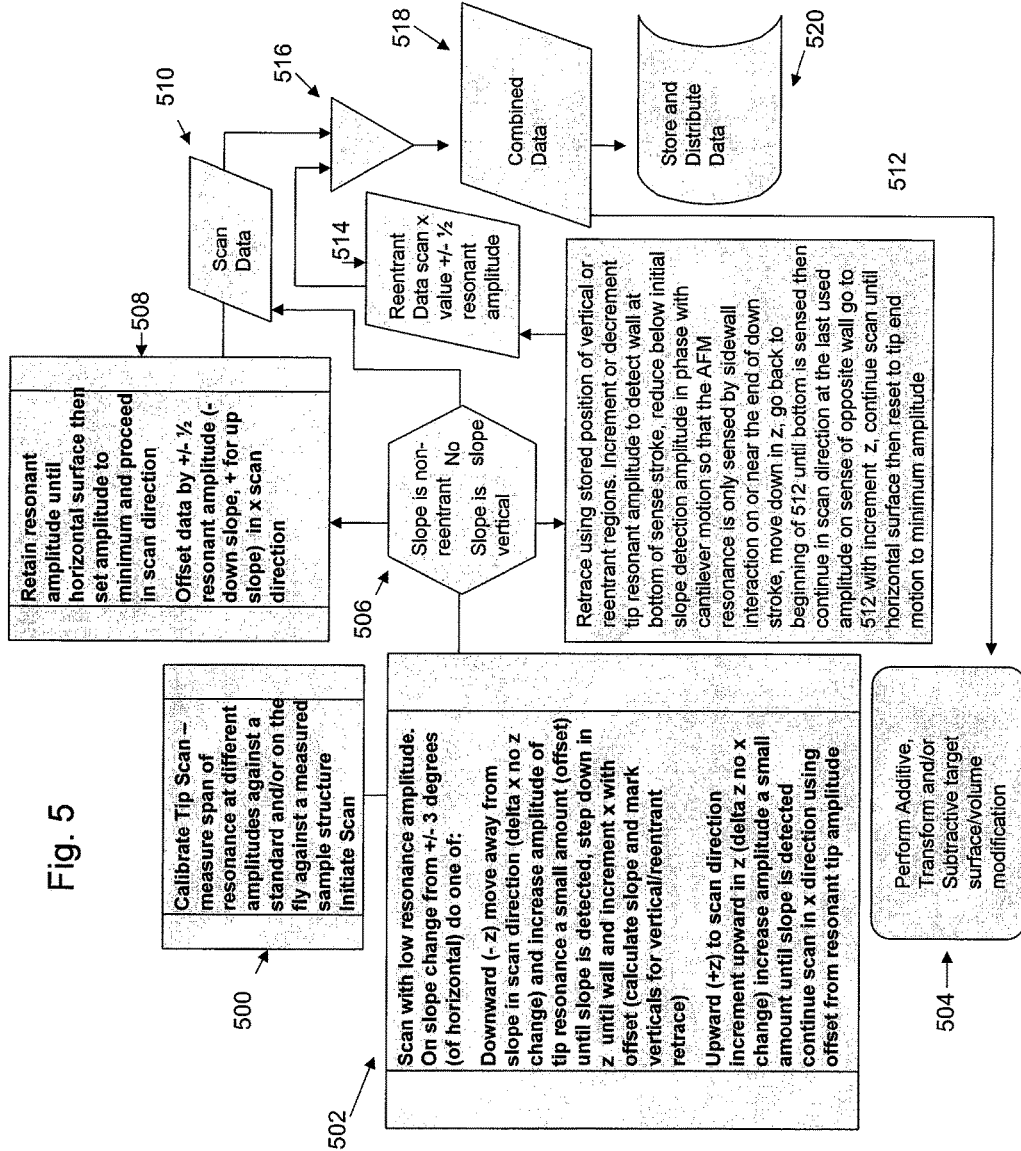 Fig. 5
500
Calibrate Tip Scan –
measure span of
resonance at different
amplitudes against a
standard and/or on the
fly against a measured
sample structure
Initiate Scan
502
Scan with low resonance amplitude.
On slope change from +/- 3 degrees
(of horizontal) do one of:
Downward (- z) move away from
slope in scan direction (delta x no z
change) and increase amplitude of
tip resonance a small amount (offset)
until slope is detected, step down in
z until wall and increment x with
offset (calculate slope and mark
verticals for vertical/reentrant
retrace)
Upward (+z) to scan direction
increment upward in z (delta z no x
change) increase amplitude a small
amount until slope is detected
continue scan in x direction using
offset from resonant tip amplitude
504
Perform Additive,
Transform and/or
Subtractive target
surface/volume
modification
506
Slope is non-
reentrant No
slope
Slope is
vertical
508
Retain resonant
amplitude until
horizontal surface then
set amplitude to
minimum and proceed
in scan direction
Offset data by +/- ½
resonant amplitude (-
down slope, + for up
slope) in x scan
direction
510
Scan
Data
512
Retrace using stored position of vertical or
reentrant regions. Increment or decrement
tip resonant amplitude to detect wall at
bottom of sense stroke, reduce below initial
slope detection amplitude in phase with
cantilever motion so that the AFM
resonance is only sensed by sidewall
interaction on or near the end of down
stroke, move down in z, go back to
beginning of 512 until bottom is sensed then
continue in scan direction at the last used
amplitude on sense of opposite wall go to
512 with increment z, continue scan until
horizontal surface then reset to tip end
motion to minimum amplitude
514
Reentrant
Data scan x
value +/- ½
resonant
amplitude
516
518
Combined
Data
520
Store and
Distribute
Data